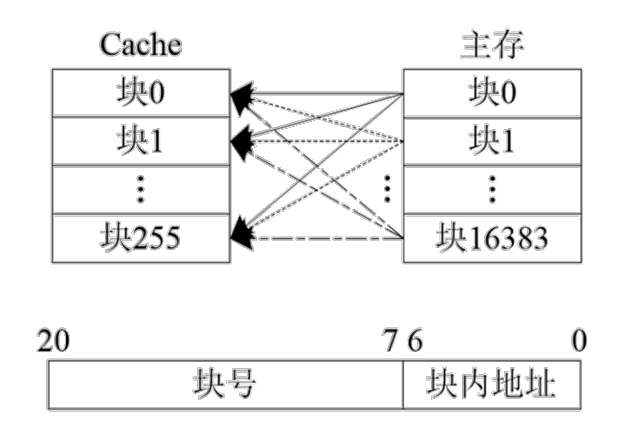 Cache 主存
块0 块0
块1 块1
块255 块16383
20 7 6 0
块号 块内地址